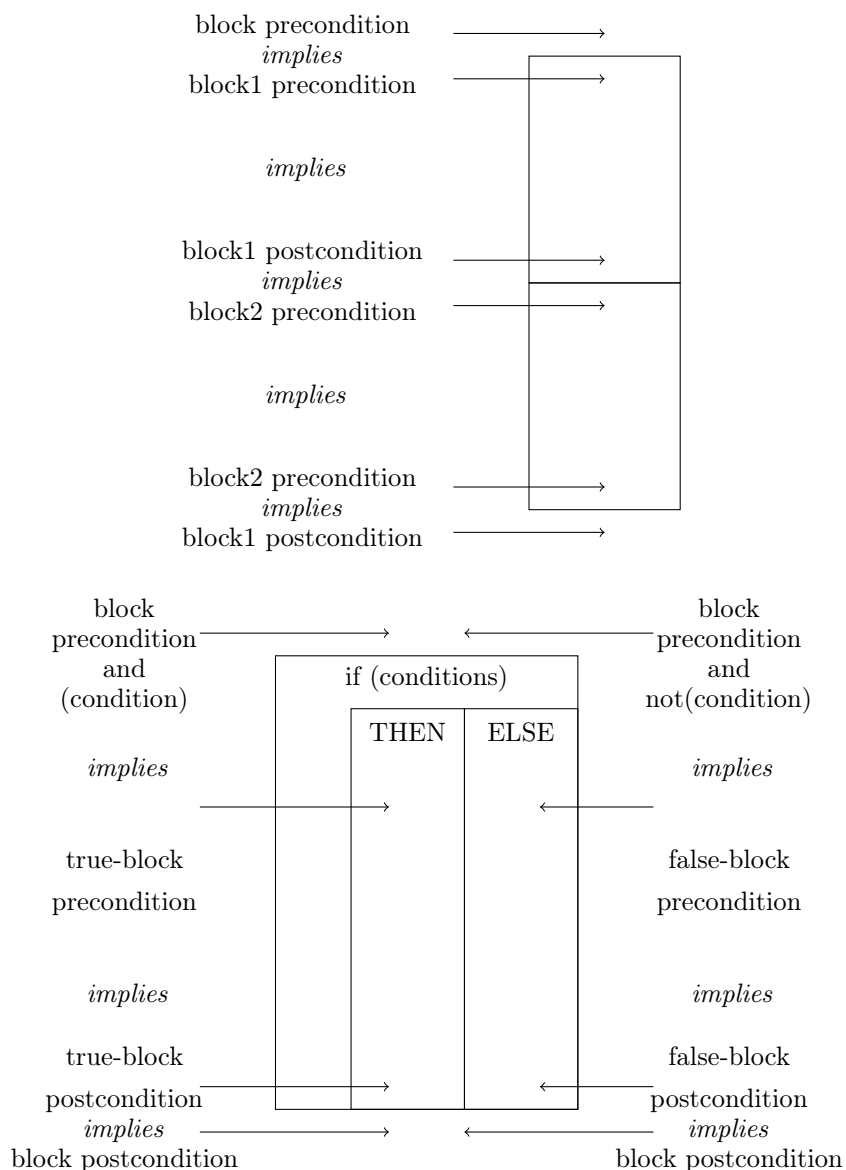 block precondition
implies
block1 precondition
implies
block1 postcondition
implies
block2 precondition
implies
block2 precondition
implies
block1 postcondition
block
precondition
and
(condition)
block
precondition
and
not(condition)
if (conditions)
THEN
ELSE
implies
implies
true-block
precondition
false-block
precondition
implies
implies
true-block
postcondition
implies
block postcondition
false-block
postcondition
implies
block postcondition